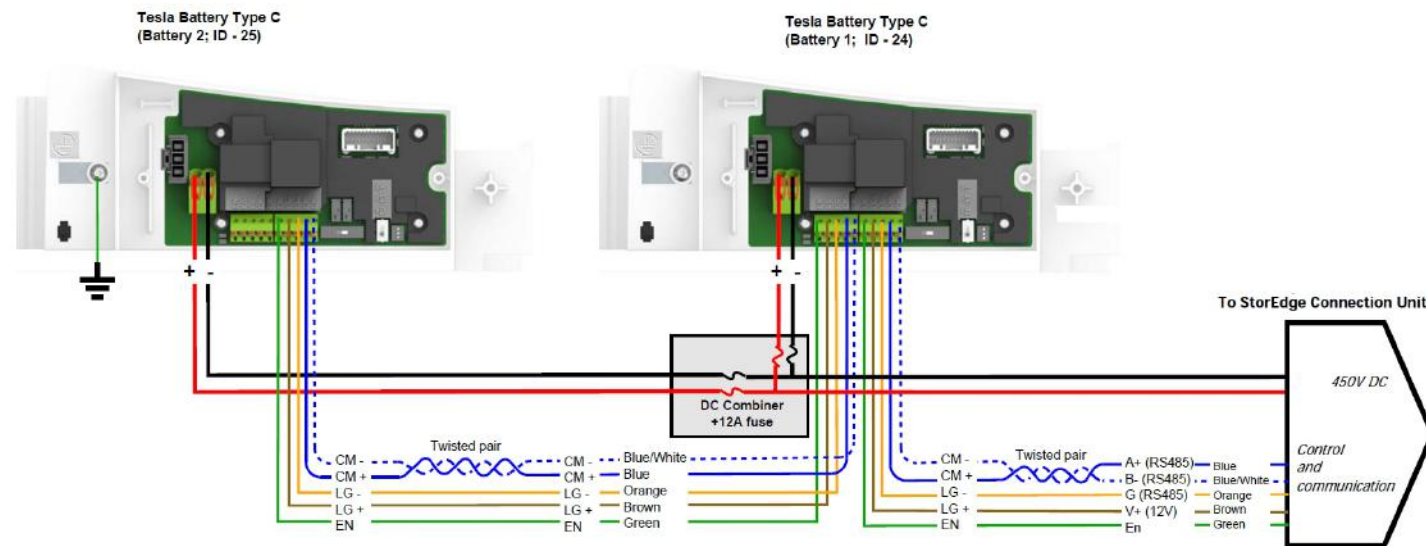 Tesla Battery Type C
(Battery 2; ID - 25)
Tesla Battery Type C
(Battery 1;  ID - 24)
+ -
+ -
To StorEdge Connection Unit
450V DC
DC Combiner
+12A fuse
Control
and
communication
CM - Twisted pair CM - Blue/White
CM + CM + Blue
LG - LG - Orange
LG + LG + Brown
EN EN Green
CM - Twisted pair A+ (RS485) Blue
CM + B- (RS485) Blue/White
LG - G (RS485) Orange
LG + V+ (12V) Brown
EN En Green